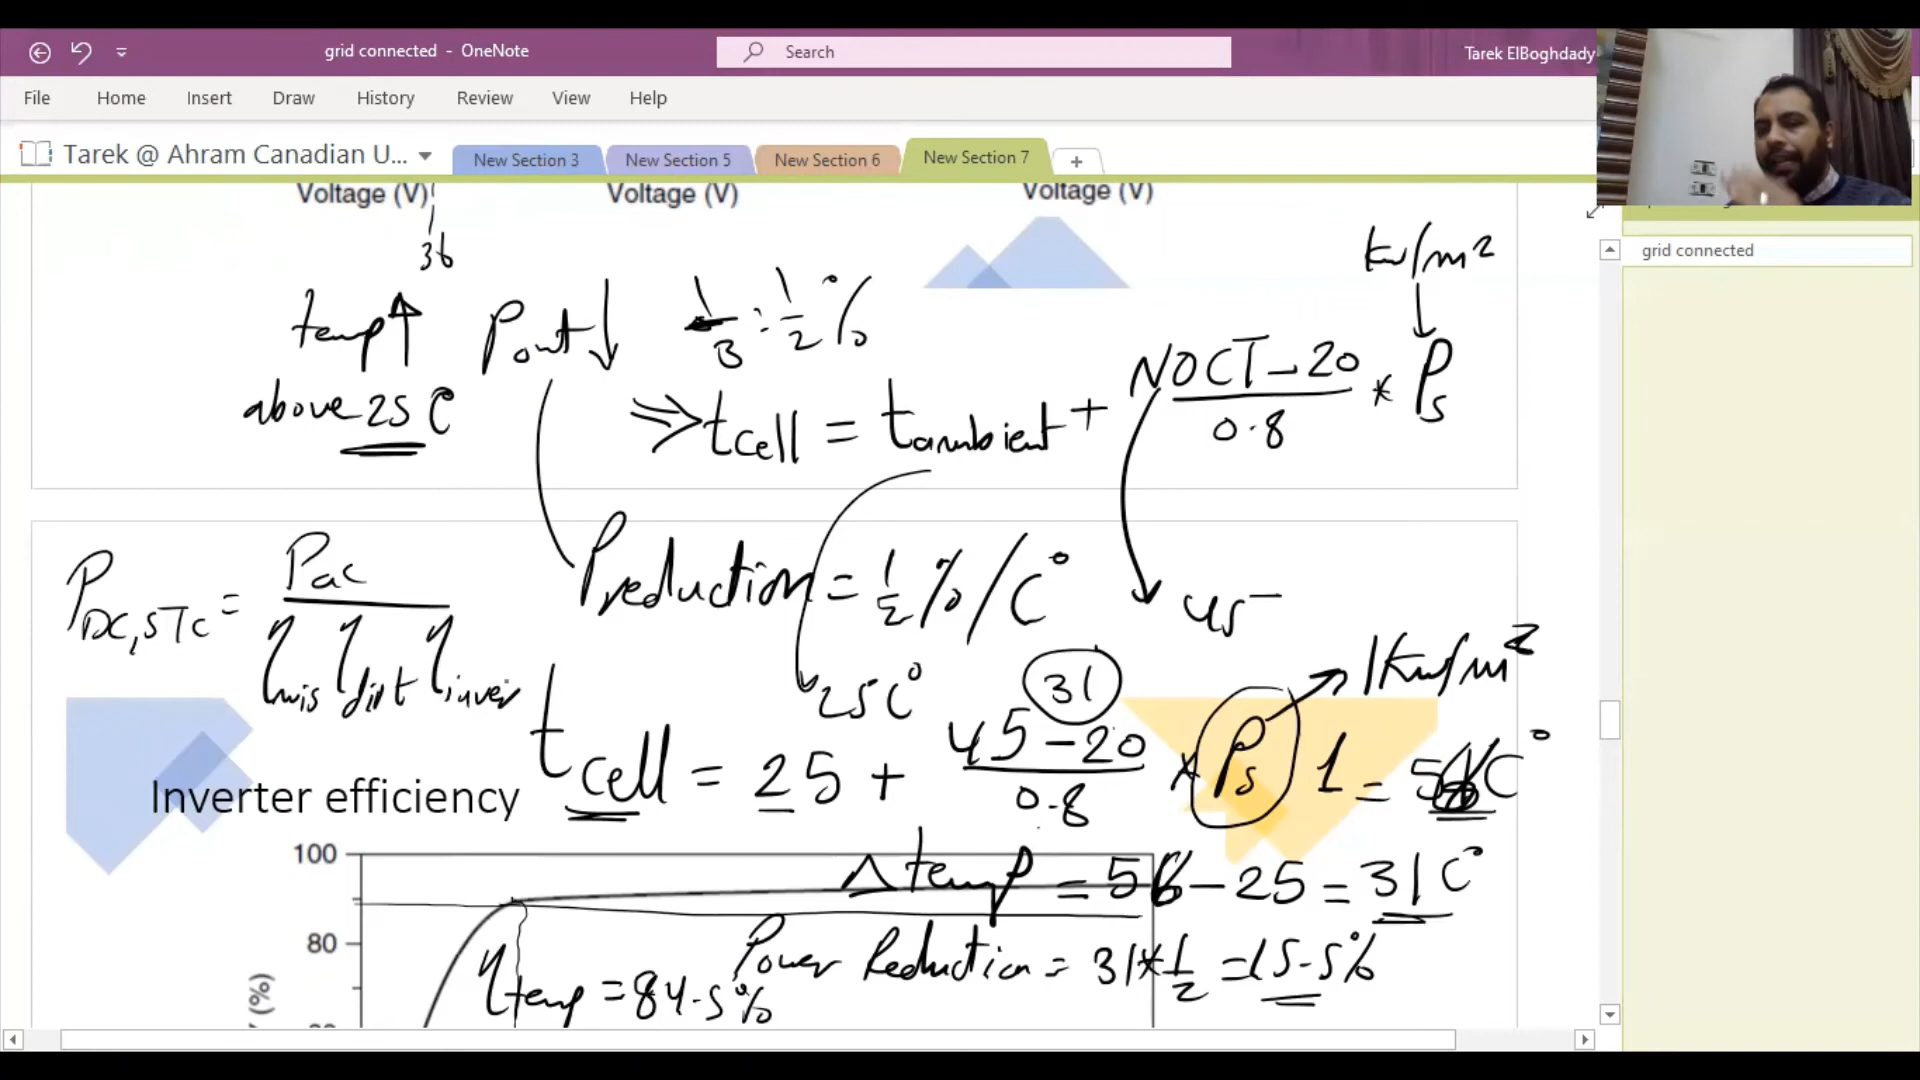 grid connected - OneNote
Search
Tarek ElBoghdady
File Home Insert Draw History Review View Help
Tarek @ Ahram Canadian U...
New Section 3
New Section 5
New Section 6
New Section 7
+
grid connected
Voltage (V)
Voltage (V)
Voltage (V)
36
kw/m²
temp↑
above 25 C°
Pout↓
1/3 : 1/2 %
⇒ tcell = tambient + (NOCT - 20)/0.8 * Ps
PDC,STC = Pac / ηmis ηdirt ηinver
Preduction = 1/2 % / C°
45
25 C°
31
1 Kw/m²
tcell = 25 + (45 - 20)/0.8 * Ps 1 = 56 C°
Inverter efficiency
100
Δtemp = 56 - 25 = 31 C°
80
Power Reduction = 31 * 1/2 = 15.5%
ηtemp = 84.5%
(%)